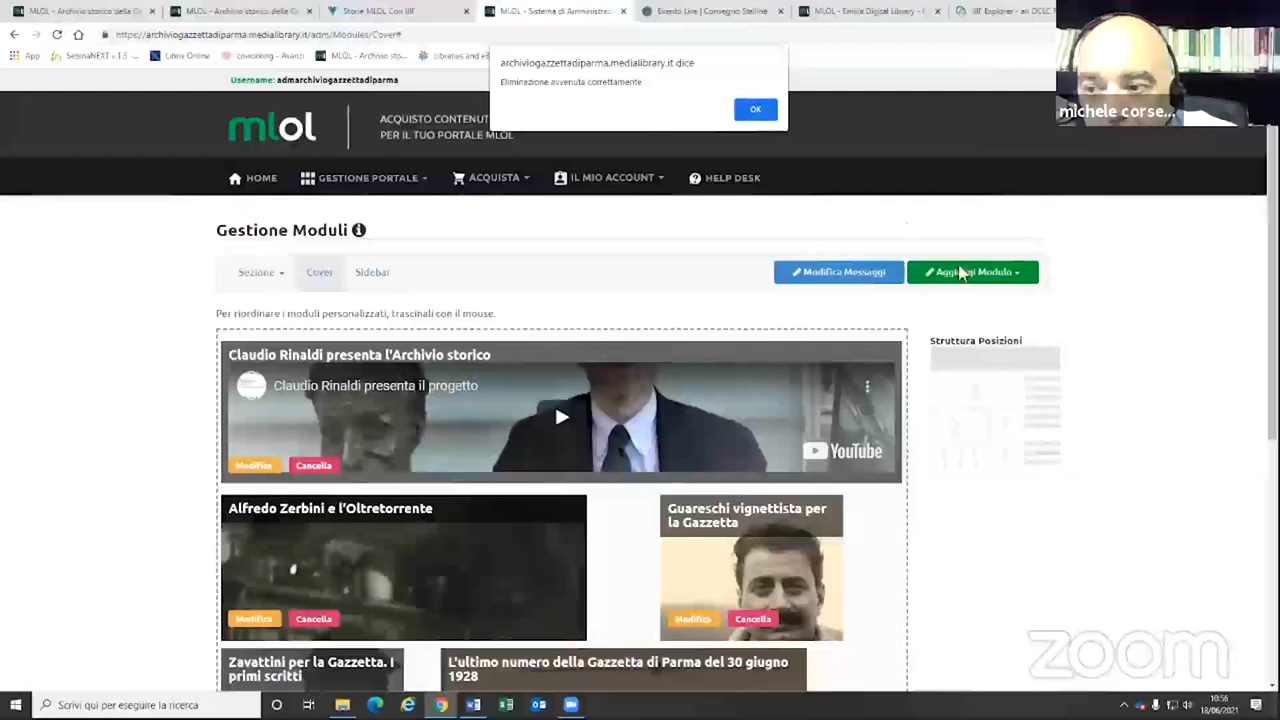 MLOL - Archivio storico delle G
MLOL - Archivio storico delle G
Storie MLOL Con IIIF
MLOL - Sistema di Amministraz
Evento Live | Convegno Stelline
MLOL - Emilia Digital Library - C
IIIF Explorer - an OCLC R
https://archiviogazzettadiparma.medialibrary.it/adm/Modules/Cover#
App
SebinaNEXT v.1.3 -...
Librix Online
coworking - Avanzi
MLOL - Archivio sto...
Libraries and eB
archiviogazzettadiparma.medialibrary.it dice
Eliminazione avvenuta correttamente
OK
michele corse...
Username: admarchiviogazzettadiparma
mlol
ACQUISTO CONTENUT
PER IL TUO PORTALE MLOL
HOME
GESTIONE PORTALE
ACQUISTA
IL MIO ACCOUNT
HELP DESK
Gestione Moduli
Sezione
Cover
Sidebar
Modifica Messaggi
Aggiungi Modulo
Per riordinare i moduli personalizzati, trascinali con il mouse.
Struttura Posizioni
Claudio Rinaldi presenta l'Archivio storico
Claudio Rinaldi presenta il progetto
YouTube
Modifica
Cancella
Alfredo Zerbini e l'Oltretorrente
Modifica
Cancella
Guareschi vignettista per
la Gazzetta
Modifica
Cancella
Zavattini per la Gazzetta. I
primi scritti
L'ultimo numero della Gazzetta di Parma del 30 giugno
1928
zoom
Scrivi qui per eseguire la ricerca
10:56
18/06/2021